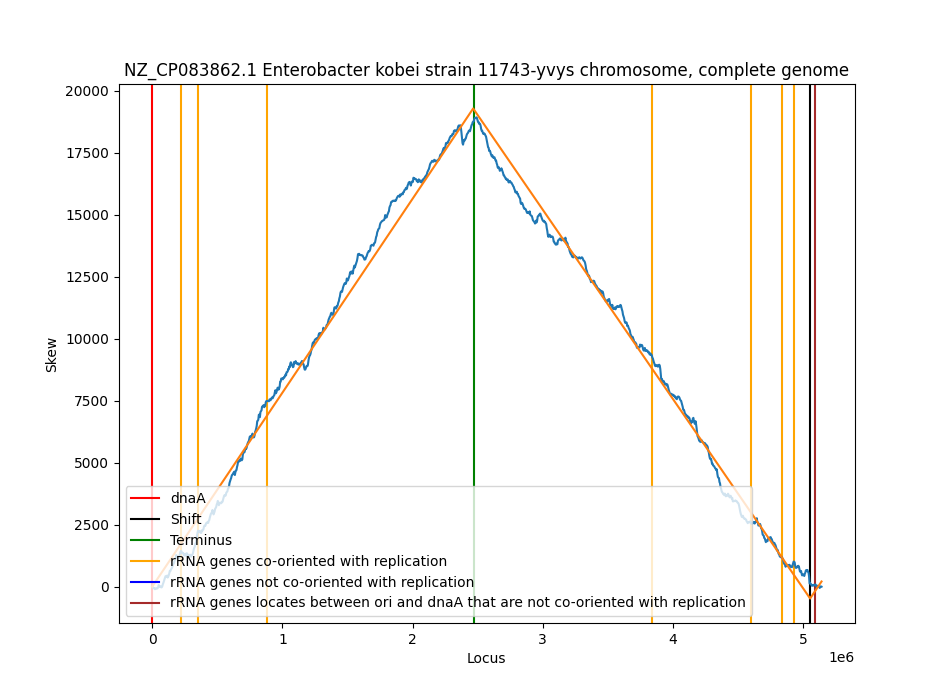 NZ_CP083862.1 Enterobacter kobei strain 11743-yvys chromosome, complete genome
20000
17500
15000
12500
10000
7500
5000
2500
0
Skew
dnaA
Shift
Terminus
rRNA genes co-oriented with replication
rRNA genes not co-oriented with replication
rRNA genes locates between ori and dnaA that are not co-oriented with replication
0 1 2 3 4 5
1e6
Locus